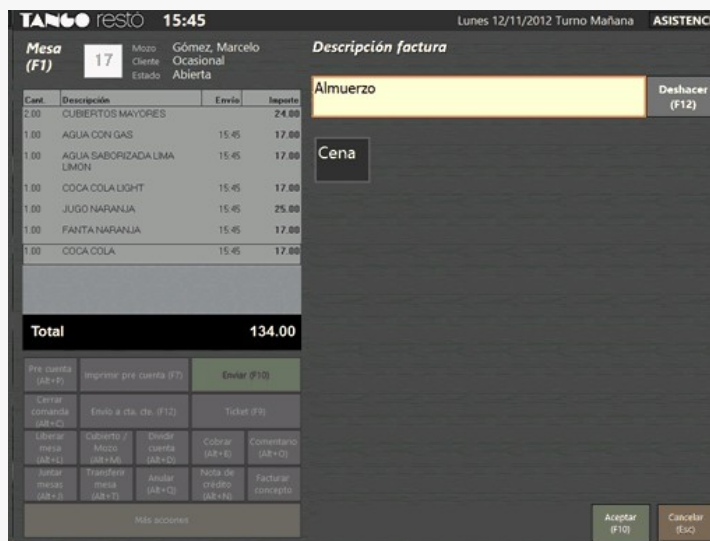 TANGO restó 15:45 Lunes 12/11/2012 Turno Mañana ASISTENCI
Mesa
(F1)
17
Mozo Gómez, Marcelo
Cliente Ocasional
Estado Abierta
Cant. Descripción Envío Importe
2.00 CUBIERTOS MAYORES 24.00
1.00 AGUA CON GAS 15:45 17.00
1.00 AGUA SABORIZADA LIMA 15:45 17.00
LIMON
1.00 COCA COLA LIGHT 15:45 17.00
1.00 JUGO NARANJA 15:45 25.00
1.00 FANTA NARANJA 15:45 17.00
1.00 COCA COLA 15:45 17.00
Total 134.00
Pre cuenta
(Alt+P)
Imprimir pre cuenta (F7)
Enviar (F10)
Cerrar
comanda
(Alt+C)
Envío a cta. cte. (F12)
Ticket (F9)
Liberar
mesa
(Alt+L)
Cubierto /
Mozo
(Alt+M)
Dividir
cuenta
(Alt+D)
Cobrar
(Alt+B)
Comentario
(Alt+O)
Juntar
mesas
(Alt+J)
Transferir
mesa
(Alt+T)
Anular
(Alt+Q)
Nota de
crédito
(Alt+N)
Facturar
concepto
Más acciones
Descripción factura
Almuerzo
Deshacer
(F12)
Cena
Aceptar
(F10)
Cancelar
(Esc)